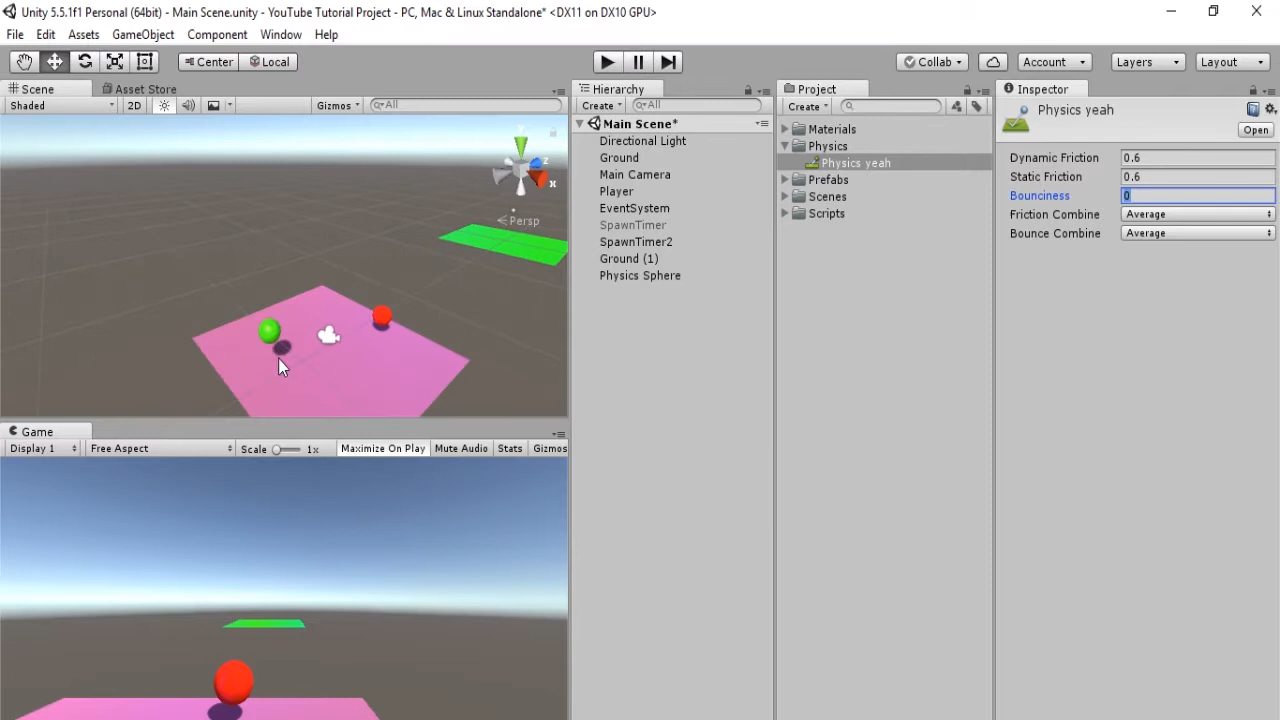 Unity 5.5.1f1 Personal (64bit) - Main Scene.unity - YouTube Tutorial Project - PC, Mac & Linux Standalone* <DX11 on DX10 GPU>
File Edit Assets GameObject Component Window Help
Center Local Collab Account Layers Layout
Scene Asset Store Hierarchy Project Inspector
Shaded 2D Gizmos All Create All Create Physics yeah
Main Scene* Materials Open
Directional Light Physics Dynamic Friction 0.6
Ground Physics yeah Static Friction 0.6
Main Camera Prefabs Bounciness 0
Player Scenes Friction Combine Average
EventSystem Scripts Bounce Combine Average
SpawnTimer
SpawnTimer2
Ground (1)
Physics Sphere
y
z
x
Persp
Game
Display 1 Free Aspect Scale 1x Maximize On Play Mute Audio Stats Gizmos